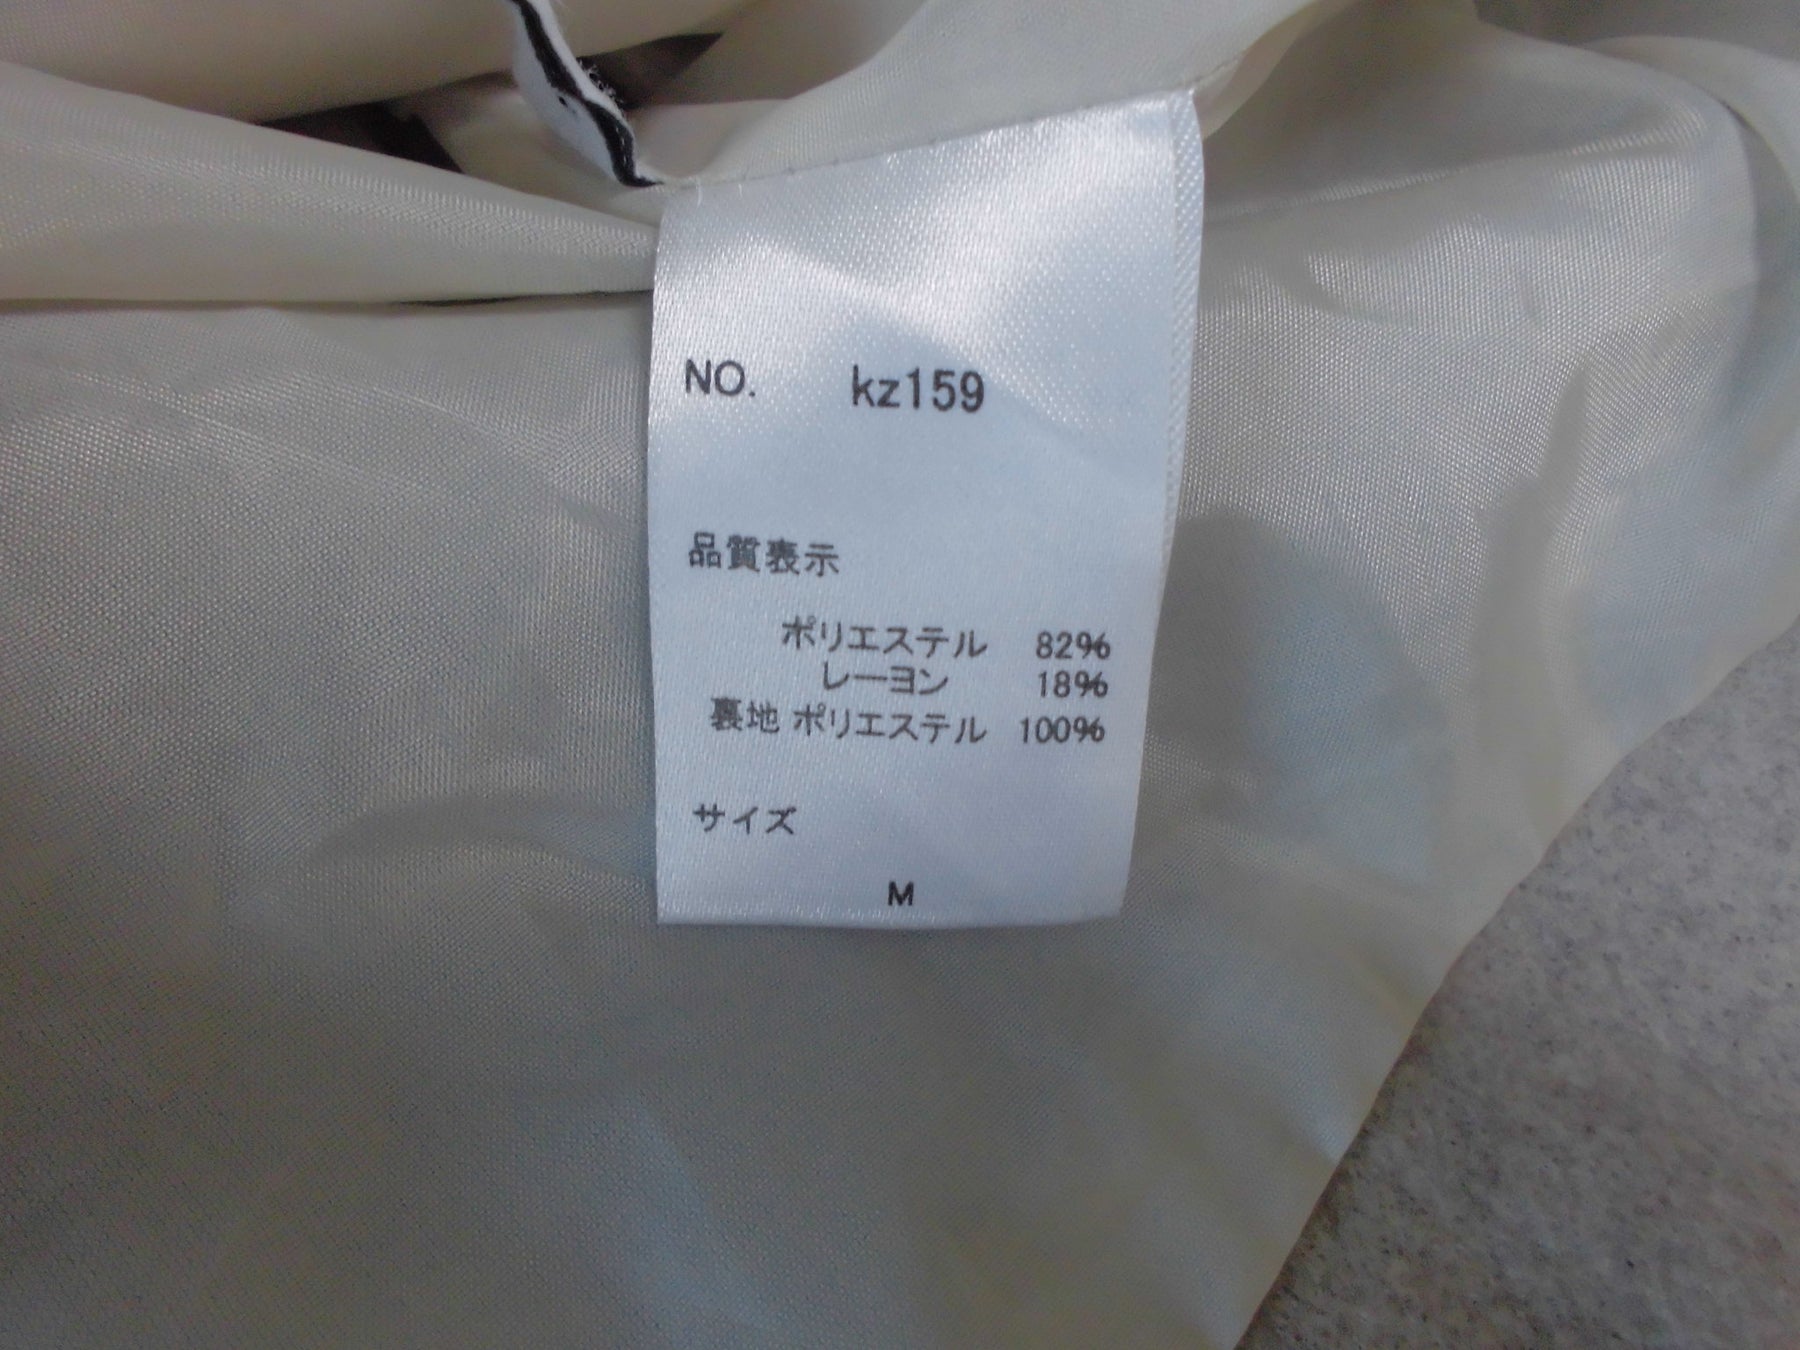 NO. kz159
品質表示
ポリエステル 82%
レーヨン 18%
裏地 ポリエステル 100%
サイズ
M